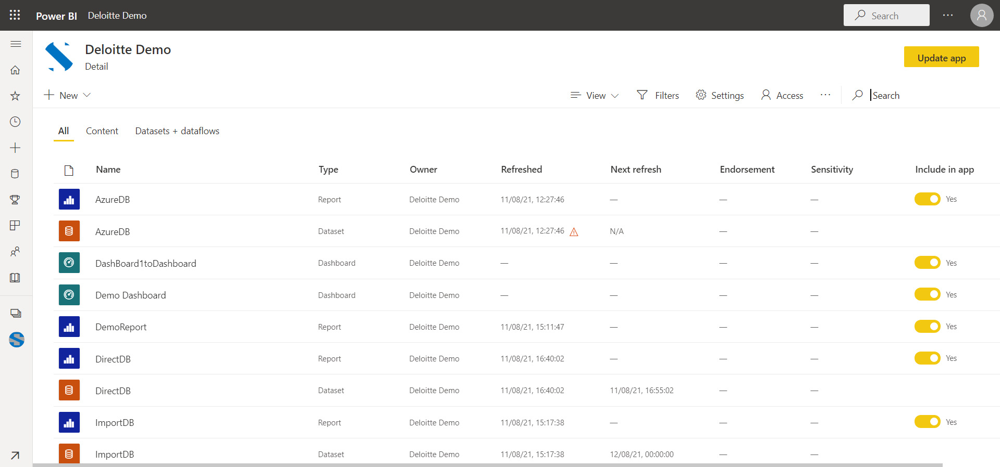 Power BI Deloitte Demo Search ...
Deloitte Demo
Detail
Update app
New View Filters Settings Access ... Search
All Content Datasets + dataflows
Name Type Owner Refreshed Next refresh Endorsement Sensitivity Include in app
AzureDB Report Deloitte Demo 11/08/21, 12:27:46 — — — Yes
AzureDB Dataset Deloitte Demo 11/08/21, 12:27:46 N/A — —
DashBoard1toDashboard Dashboard Deloitte Demo — — — — Yes
Demo Dashboard Dashboard Deloitte Demo — — — — Yes
DemoReport Report Deloitte Demo 11/08/21, 15:11:47 — — — Yes
DirectDB Report Deloitte Demo 11/08/21, 16:40:02 — — — Yes
DirectDB Dataset Deloitte Demo 11/08/21, 16:40:02 11/08/21, 16:55:02 — —
ImportDB Report Deloitte Demo 11/08/21, 15:17:38 — — — Yes
ImportDB Dataset Deloitte Demo 11/08/21, 15:17:38 12/08/21, 00:00:00 — —